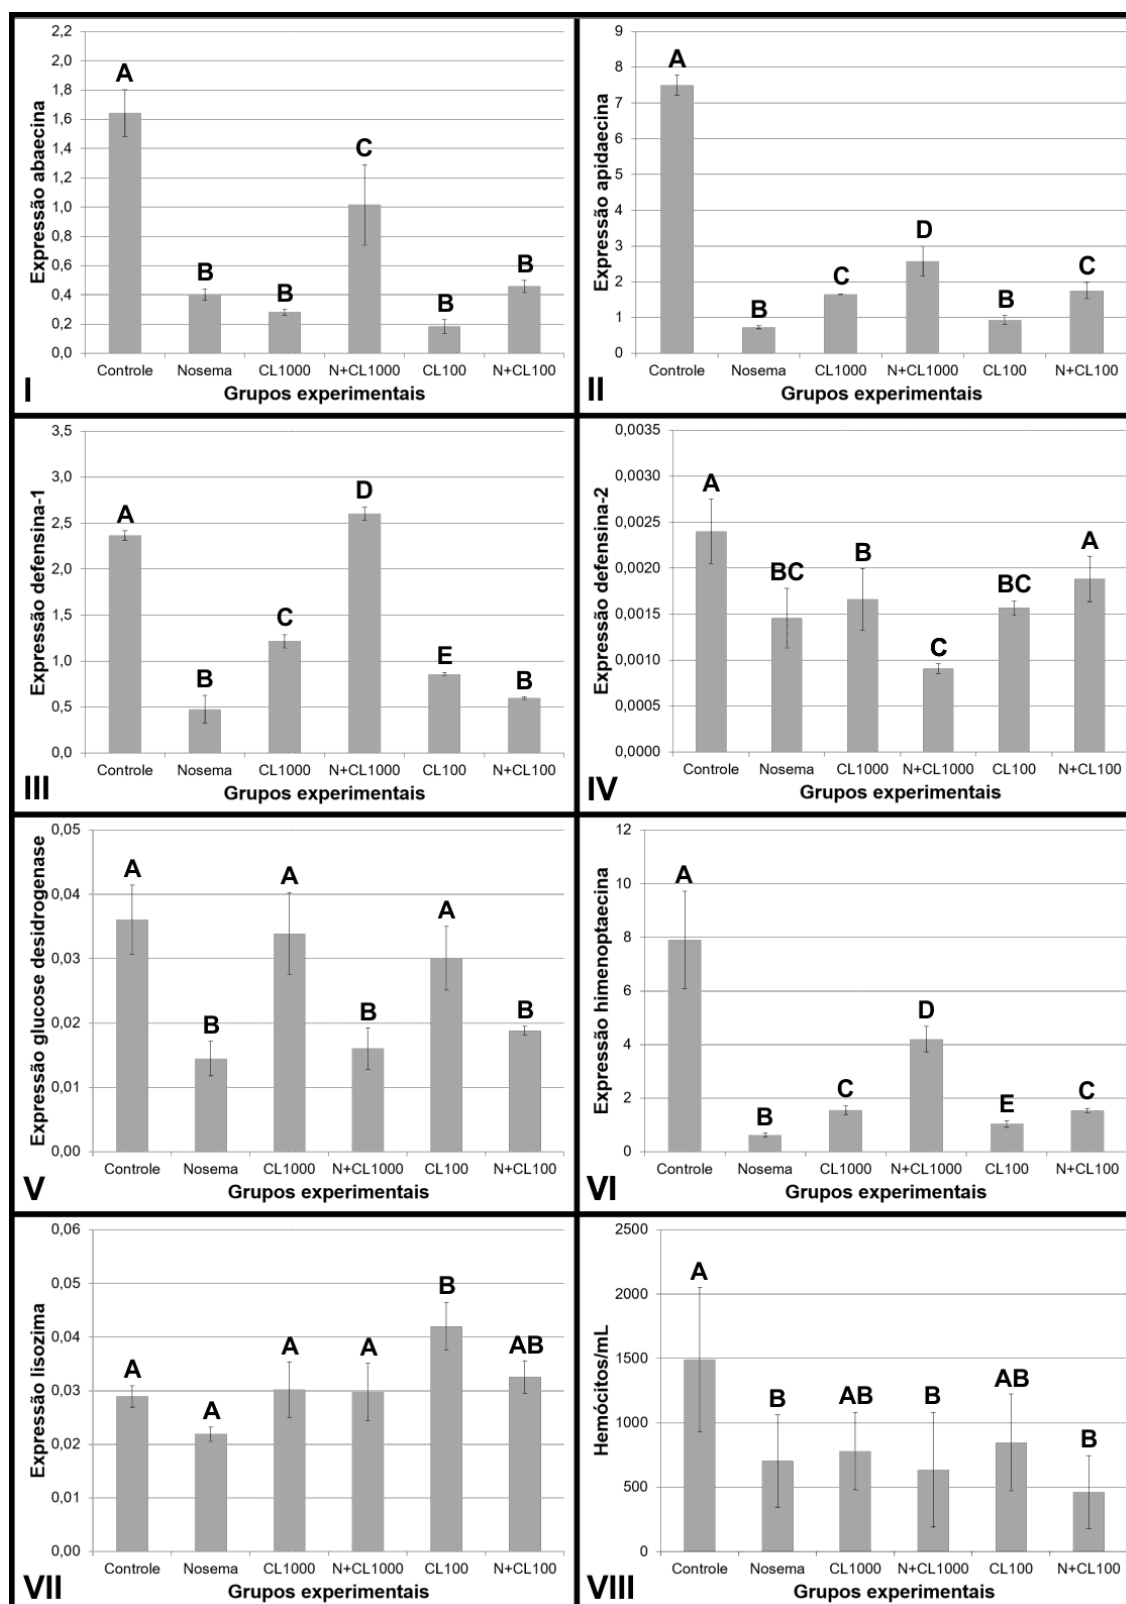 Expressão abaecina
2,2
2,0
1,8
1,6
1,4
1,2
1,0
0,8
0,6
0,4
0,2
0,0
A
B
B
C
B
B
Controle Nosema CL1000 N+CL1000 CL100 N+CL100
Grupos experimentais
I
Expressão apidaecina
9
8
7
6
5
4
3
2
1
0
A
B
C
D
B
C
Controle Nosema CL1000 N+CL1000 CL100 N+CL100
Grupos experimentais
II
Expressão defensina-1
3,5
3,0
2,5
2,0
1,5
1,0
0,5
0,0
A
B
C
D
E
B
Controle Nosema CL1000 N+CL1000 CL100 N+CL100
Grupos experimentais
III
Expressão defensina-2
0,0035
0,0030
0,0025
0,0020
0,0015
0,0010
0,0005
0,0000
A
BC
B
C
BC
A
Controle Nosema CL1000 N+CL1000 CL100 N+CL100
Grupos experimentais
IV
Expressão glucose desidrogenase
0,05
0,04
0,03
0,02
0,01
0,00
A
B
A
B
A
B
Controle Nosema CL1000 N+CL1000 CL100 N+CL100
Grupos experimentais
V
Expressão himenoptaecina
12
10
8
6
4
2
0
A
B
C
D
E
C
Controle Nosema CL1000 N+CL1000 CL100 N+CL100
Grupos experimentais
VI
Expressão lisozima
0,06
0,05
0,04
0,03
0,02
0,01
0,00
A
A
A
A
B
AB
Controle Nosema CL1000 N+CL1000 CL100 N+CL100
Grupos experimentais
VII
Hemócitos/mL
2500
2000
1500
1000
500
0
A
B
AB
B
AB
B
Controle Nosema CL1000 N+CL1000 CL100 N+CL100
Grupos experimentais
VIII